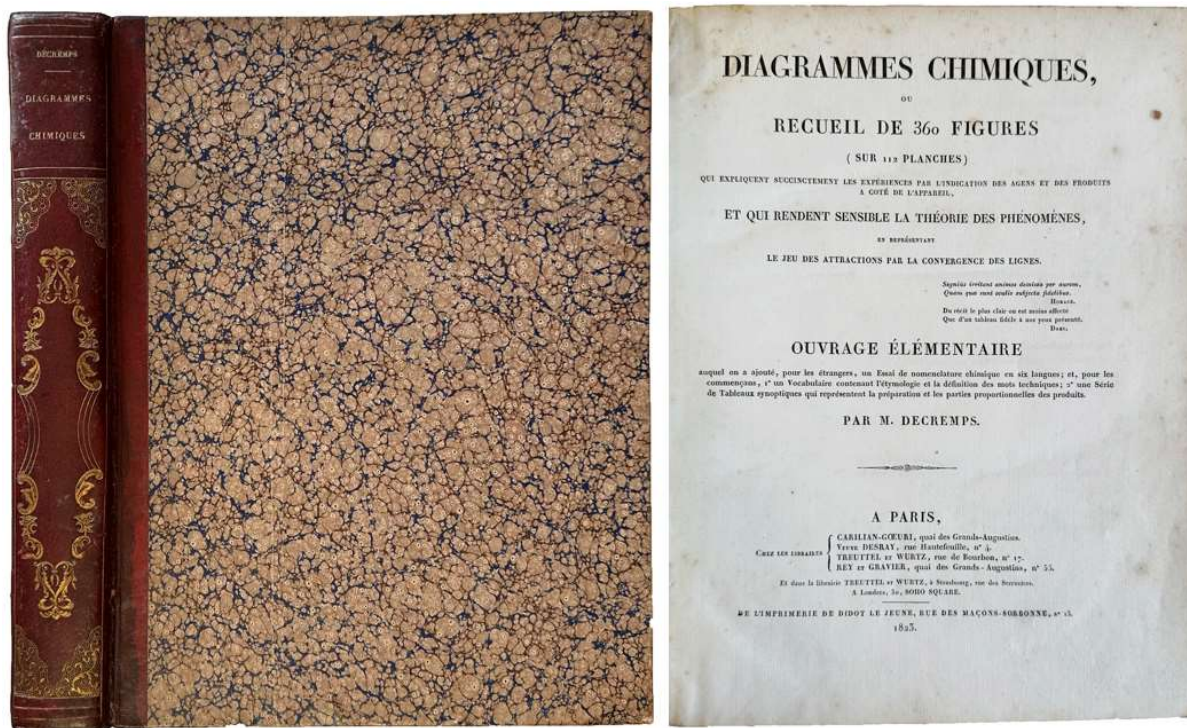 DECREMPS
DIAGRAMMES
CHIMIQUES
DIAGRAMMES CHIMIQUES,
OU
RECUEIL DE 360 FIGURES
( SUR 112 PLANCHES )
QUI EXPLIQUENT SUCCINCTEMENT LES EXPÉRIENCES PAR L'INDICATION DES AGENS ET DES PRODUITS
A COTÉ DE L'APPAREIL,
ET QUI RENDENT SENSIBLE LA THÉORIE DES PHÉNOMÈNES,
EN REPRÉSENTANT
LE JEU DES ATTRACTIONS PAR LA CONVERGENCE DES LIGNES.
Segniùs irritant animos demissa per aurem,
Quàm quæ sunt oculis subjecta fidelibus.
HORACE.
Du récit le plus clair on est moins affecté
Que d'un tableau fidèle à nos yeux présenté.
DARU.
OUVRAGE ÉLÉMENTAIRE
auquel on a ajouté, pour les étrangers, un Essai de nomenclature chimique en six langues; et, pour les
commençans, 1° un Vocabulaire contenant l'étymologie et la définition des mots techniques; 2° une Série
de Tableaux synoptiques qui représentent la préparation et les parties proportionnelles des produits.
PAR M. DECREMPS.
A PARIS,
CHEZ LES LIBRAIRES
CARILIAN-GŒURI, quai des Grands-Augustins.
VEUVE DESRAY, rue Hautefeuille, n° 4.
TREUTTEL ET WURTZ, rue de Bourbon, n° 17.
REY ET GRAVIER, quai des Grands-Augustins, n° 55.
Et dans la librairie TREUTTEL ET WURTZ, à Strasbourg, rue des Serruriers.
A Londres, 30, SOHO SQUARE.
DE L'IMPRIMERIE DE DIDOT LE JEUNE, RUE DES MAÇONS-SORBONNE, n° 13.
1823.